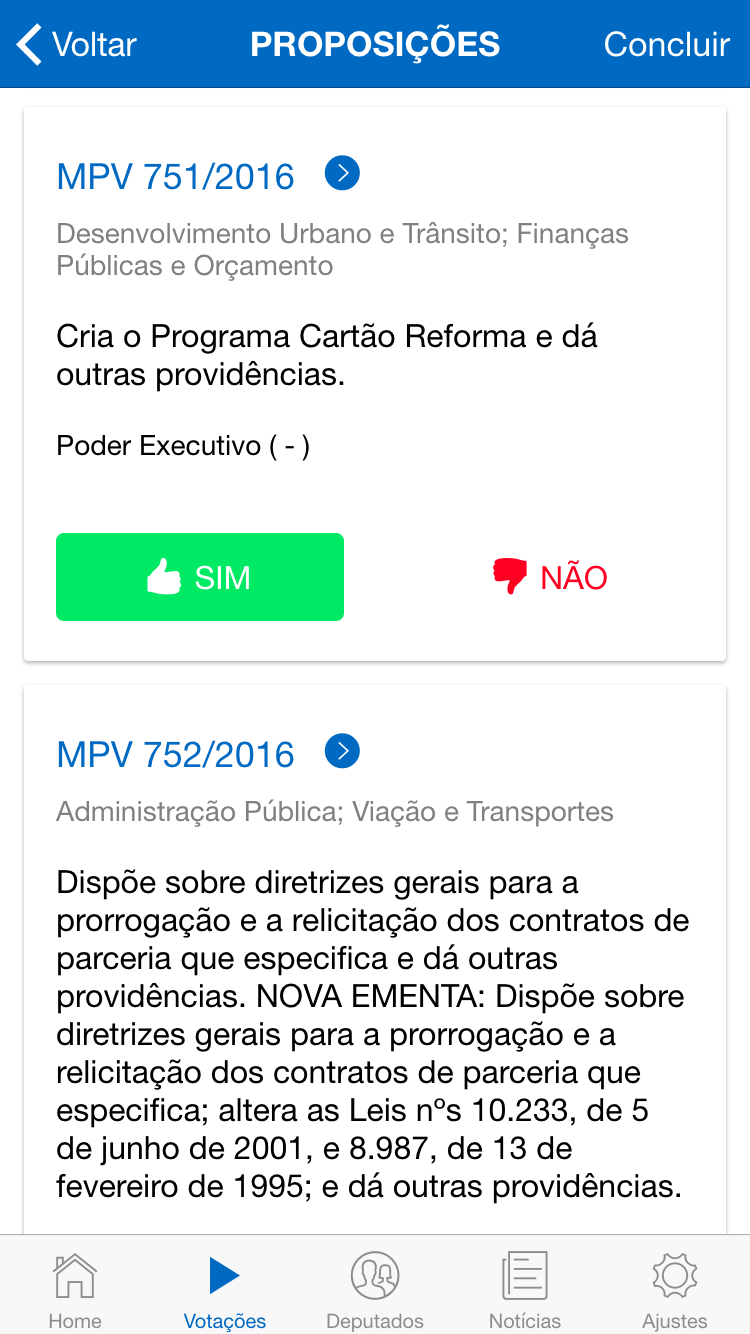 Voltar PROPOSIÇÕES Concluir
MPV 751/2016
Desenvolvimento Urbano e Trânsito; Finanças
Públicas e Orçamento
Cria o Programa Cartão Reforma e dá
outras providências.
Poder Executivo ( - )
SIM NÃO
MPV 752/2016
Administração Pública; Viação e Transportes
Dispõe sobre diretrizes gerais para a
prorrogação e a relicitação dos contratos de
parceria que especifica e dá outras
providências. NOVA EMENTA: Dispõe sobre
diretrizes gerais para a prorrogação e a
relicitação dos contratos de parceria que
especifica; altera as Leis nºs 10.233, de 5
de junho de 2001, e 8.987, de 13 de
fevereiro de 1995; e dá outras providências.
Home Votações Deputados Notícias Ajustes